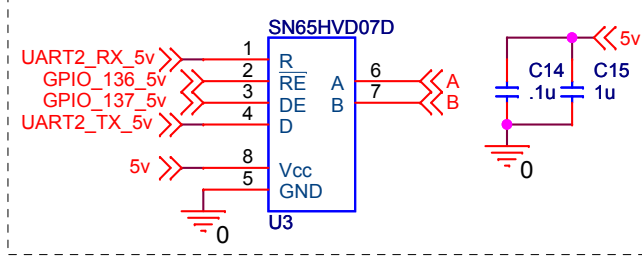 SN65HVD07D
UART2_RX_5v 1 R
GPIO_136_5v 2 RE A 6 A
GPIO_137_5v 3 DE B 7 B
UART2_TX_5v 4 D
5v 8 Vcc
5 GND
0
U3
5v
C14 C15
.1u 1u
0